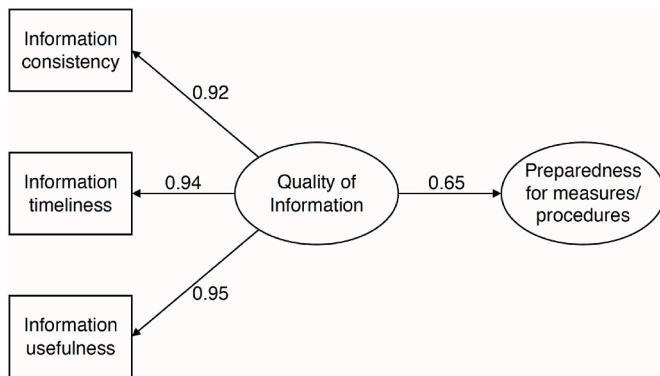 Information
consistency
0.92
Information
timeliness
0.94
Quality of
Information
0.65
Preparedness
for measures/
procedures
0.95
Information
usefulness